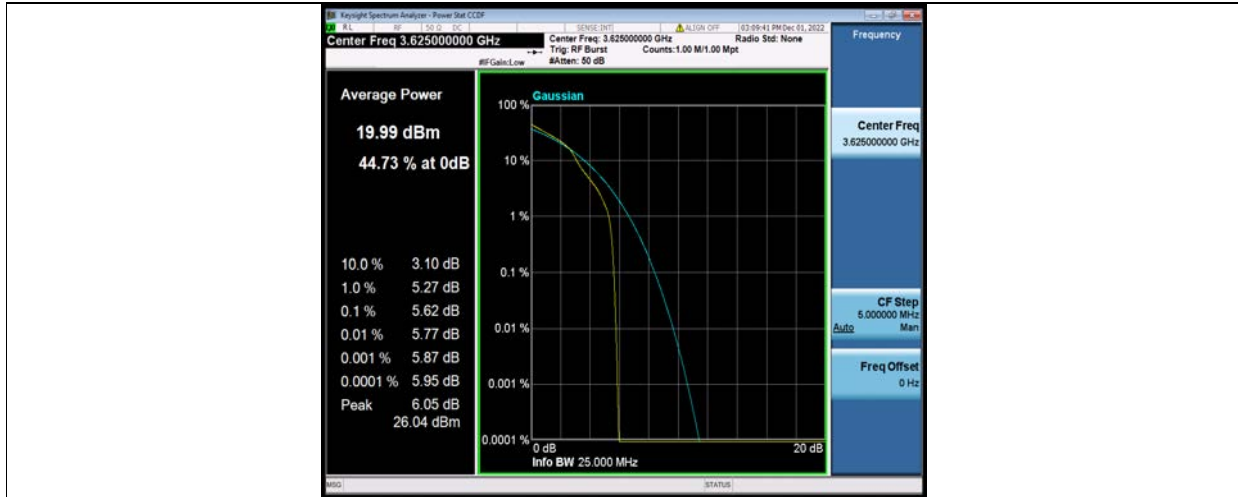 Keysight Spectrum Analyzer - Power Stat CCDF
RL RF 50 Ω DC SENSE:INT ALIGN OFF 03:09:41 PM Dec 01, 2022
Center Freq 3.625000000 GHz
Center Freq: 3.625000000 GHz Radio Std: None
Trig: RF Burst Counts:1.00 M/1.00 Mpt
#IFGain:Low #Atten: 50 dB
Frequency
Average Power
19.99 dBm
44.73 % at 0dB
10.0 % 3.10 dB
1.0 % 5.27 dB
0.1 % 5.62 dB
0.01 % 5.77 dB
0.001 % 5.87 dB
0.0001 % 5.95 dB
Peak 6.05 dB
26.04 dBm
Gaussian
100 %
10 %
1 %
0.1 %
0.01 %
0.001 %
0.0001 %
0 dB 20 dB
Info BW 25.000 MHz
Center Freq
3.625000000 GHz
CF Step
5.000000 MHz
Auto Man
Freq Offset
0 Hz
MSG STATUS